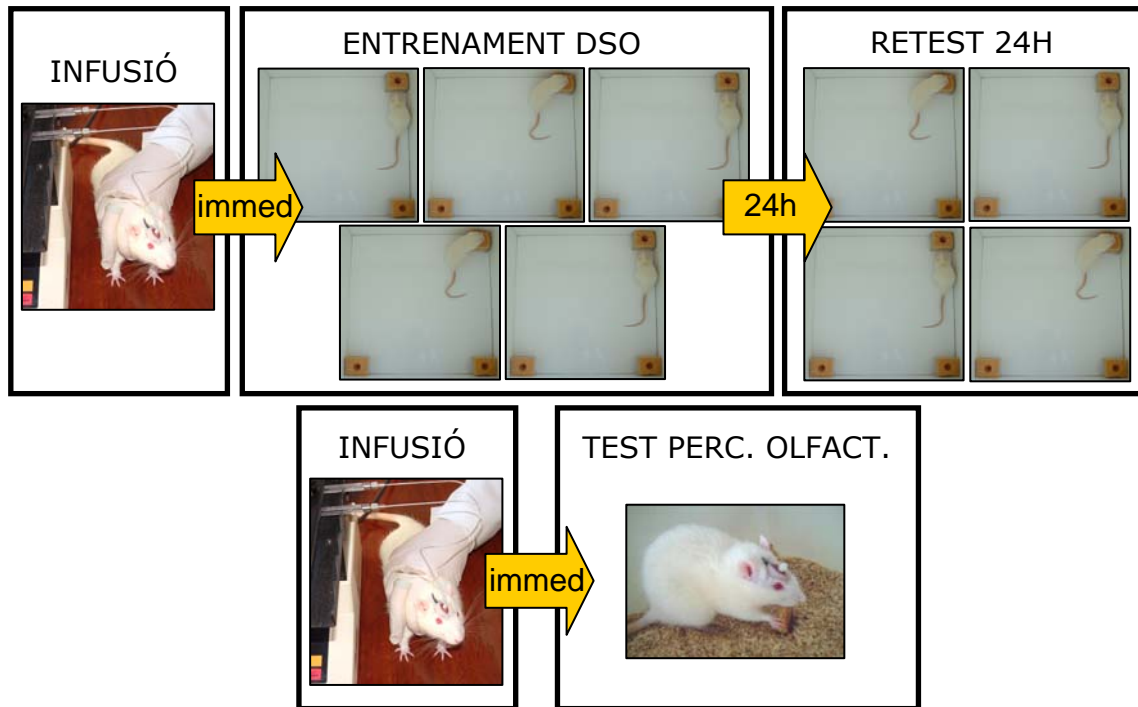 INFUSIÓ
immed
ENTRENAMENT DSO
24h
RETEST 24H
INFUSIÓ
immed
TEST PERC. OLFACT.